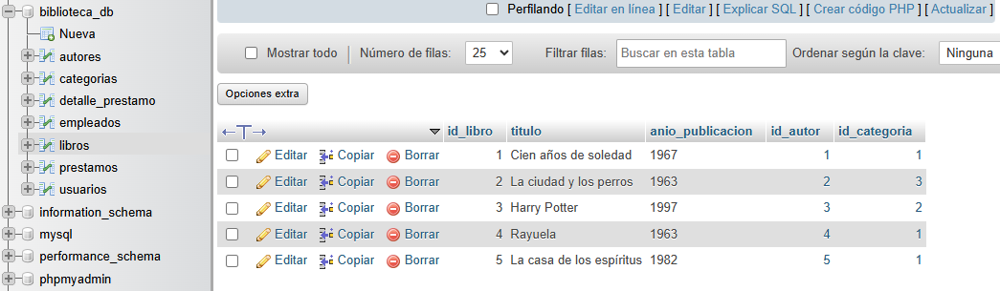 biblioteca_db
Nueva
autores
categorias
detalle_prestamo
empleados
libros
prestamos
usuarios
information_schema
mysql
performance_schema
phpmyadmin
Perfilando [ Editar en línea ] [ Editar ] [ Explicar SQL ] [ Crear código PHP ] [ Actualizar ]
Mostrar todo Número de filas: 25 Filtrar filas: Buscar en esta tabla Ordenar según la clave: Ninguna
Opciones extra
id_libro titulo anio_publicacion id_autor id_categoria
Editar Copiar Borrar 1 Cien años de soledad 1967 1 1
Editar Copiar Borrar 2 La ciudad y los perros 1963 2 3
Editar Copiar Borrar 3 Harry Potter 1997 3 2
Editar Copiar Borrar 4 Rayuela 1963 4 1
Editar Copiar Borrar 5 La casa de los espíritus 1982 5 1